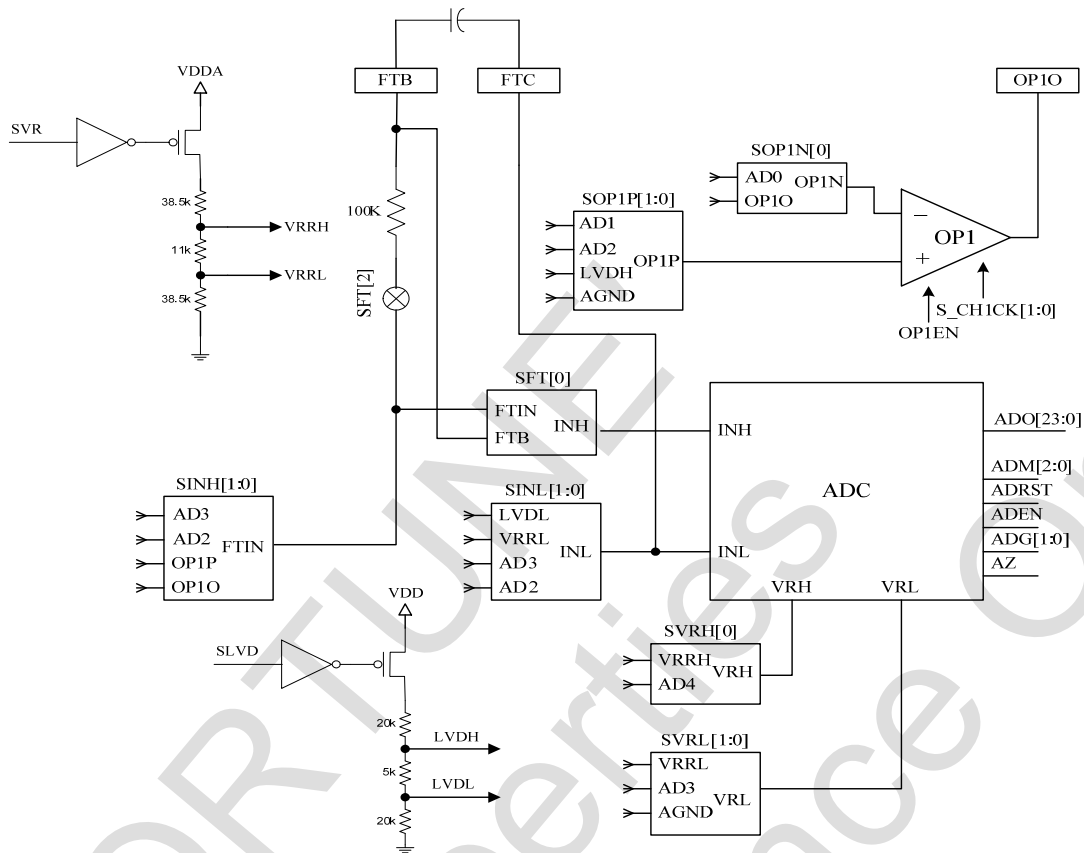 FTB
FTC
OP1O
VDDA
SVR
38.5k
VRRH
11k
VRRL
38.5k
100K
SFT[2]
SOP1N[0]
AD0
OP1O
OP1N
SOP1P[1:0]
AD1
AD2
LVDH
AGND
OP1P
OP1
S_CH1CK[1:0]
OP1EN
SFT[0]
FTIN
FTB
INH
SINH[1:0]
AD3
AD2
OP1P
OP1O
FTIN
SINL[1:0]
LVDL
VRRL
AD3
AD2
INL
INH
INL
ADC
VRH
VRL
ADO[23:0]
ADM[2:0]
ADRST
ADEN
ADG[1:0]
AZ
VDD
SLVD
20k
LVDH
5k
LVDL
20k
SVRH[0]
VRRH
AD4
VRH
SVRL[1:0]
VRRL
AD3
AGND
VRL